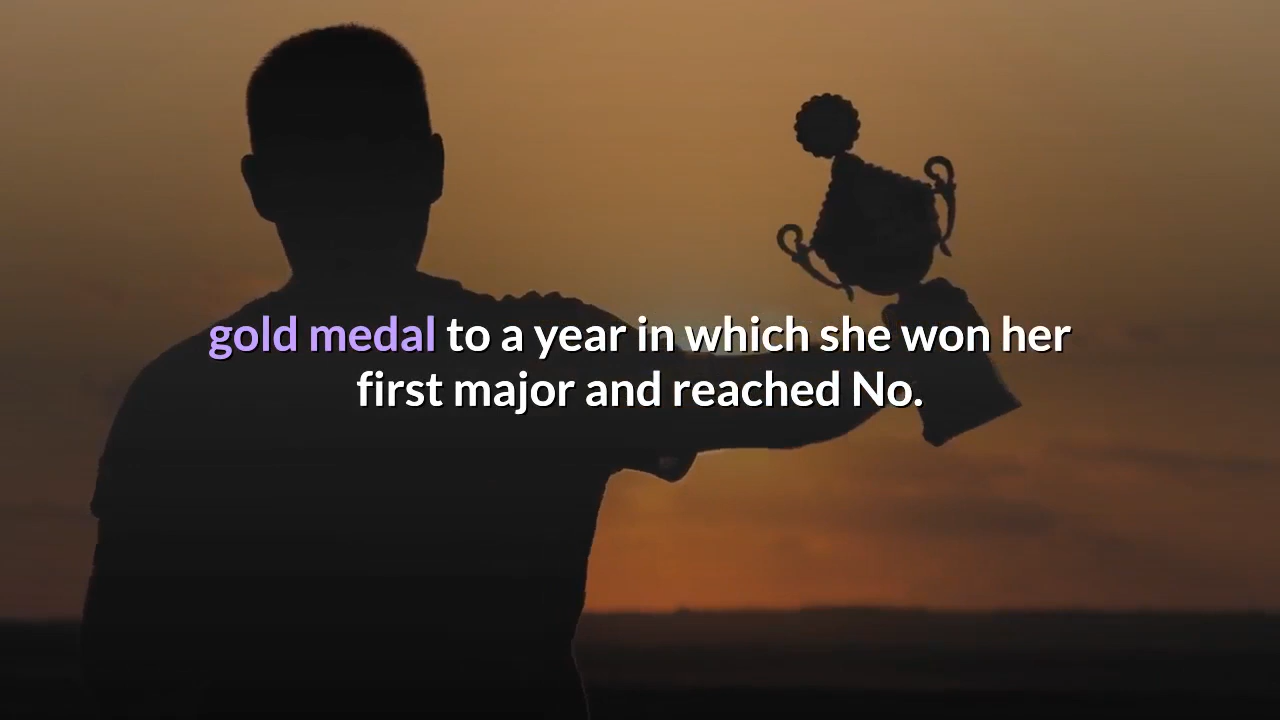 gold medal to a year in which she won her
first major and reached No.